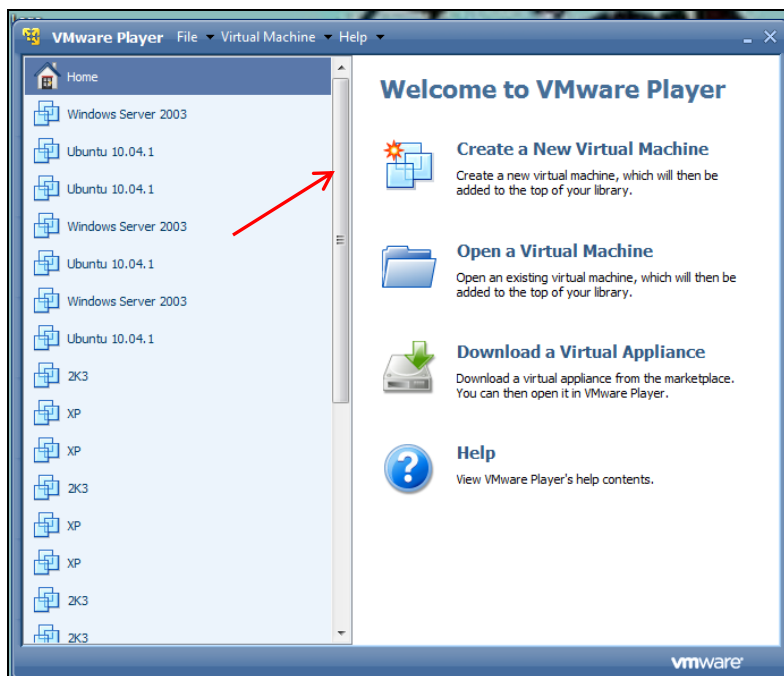 VMware Player File Virtual Machine Help
Home
Windows Server 2003
Ubuntu 10.04.1
Ubuntu 10.04.1
Windows Server 2003
Ubuntu 10.04.1
Windows Server 2003
Ubuntu 10.04.1
2K3
XP
XP
2K3
XP
XP
2K3
2K3
Welcome to VMware Player
Create a New Virtual Machine
Create a new virtual machine, which will then be
added to the top of your library.
Open a Virtual Machine
Open an existing virtual machine, which will then be
added to the top of your library.
Download a Virtual Appliance
Download a virtual appliance from the marketplace.
You can then open it in VMware Player.
Help
View VMware Player's help contents.
vmware